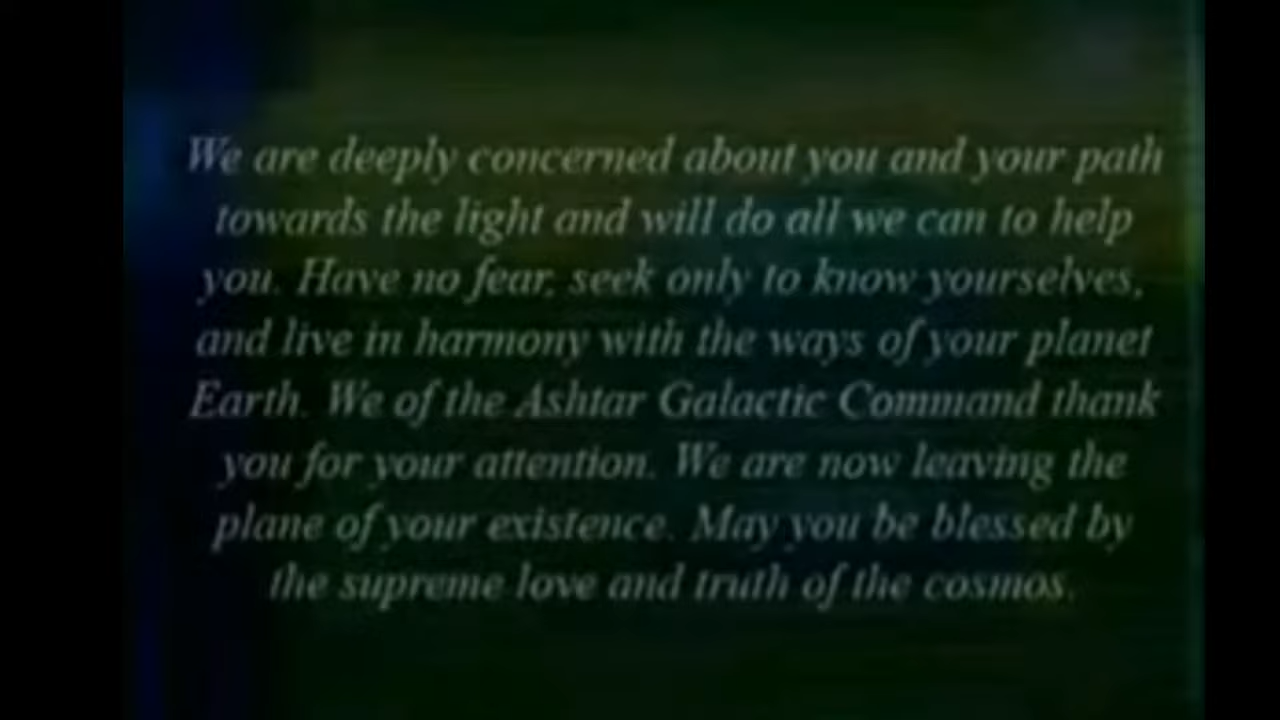 We are deeply concerned about you and your path
towards the light and will do all we can to help
you. Have no fear, seek only to know yourselves,
and live in harmony with the ways of your planet
Earth. We of the Ashtar Galactic Command thank
you for your attention. We are now leaving the
plane of your existence. May you be blessed by
the supreme love and truth of the cosmos.